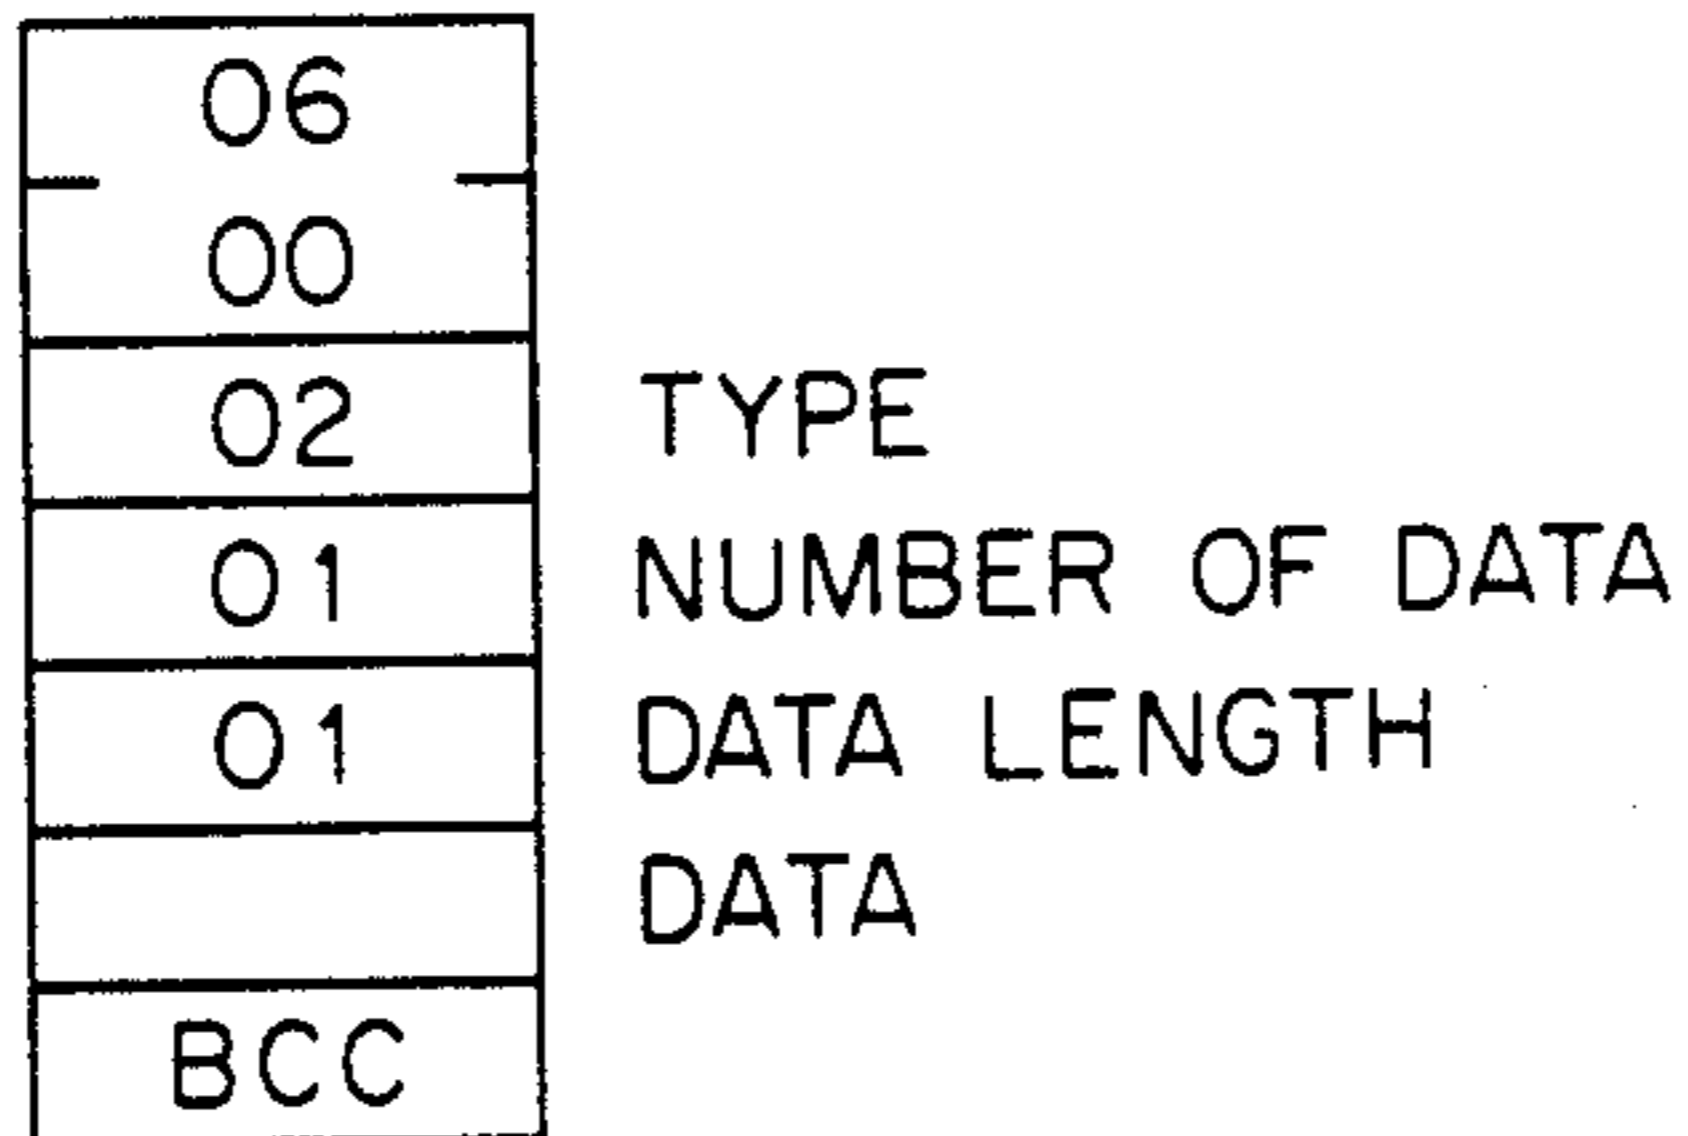 06
00
02 TYPE
01 NUMBER OF DATA
01 DATA LENGTH
DATA
BCC